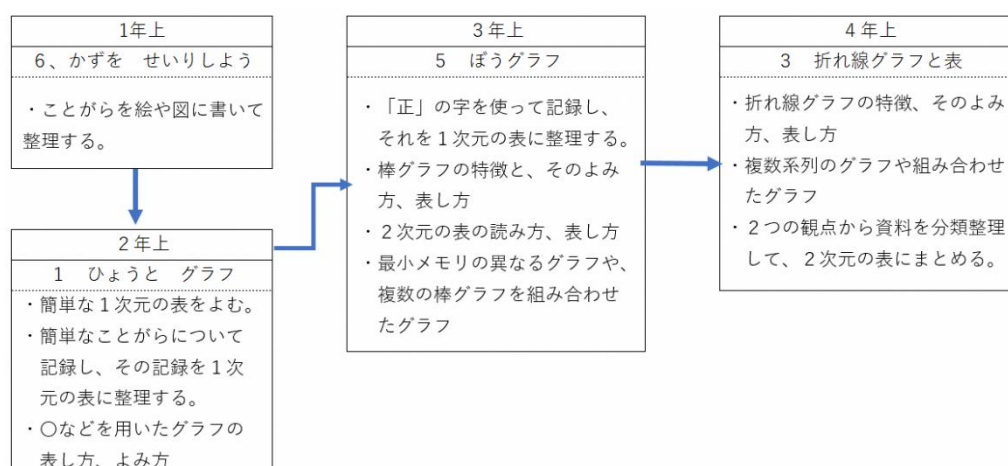 1年上
6、かずを　せいりしよう
・ことがらを絵や図に書いて
整理する。
２年上
１　ひょうと　グラフ
・簡単な１次元の表をよむ。
・簡単なことがらについて
記録し、その記録を１次
元の表に整理する。
・〇などを用いたグラフの
表し方、よみ方
３年上
５　ぼうグラフ
・「正」の字を使って記録し、
それを１次元の表に整理する。
・棒グラフの特徴と、そのよみ
方、表し方
・２次元の表の読み方、表し方
・最小メモリの異なるグラフや、
複数の棒グラフを組み合わせ
たグラフ
４年上
３　折れ線グラフと表
・折れ線グラフの特徴、そのよみ
方、表し方
・複数系列のグラフや組み合わせ
たグラフ
・２つの観点から資料を分類整理
して、２次元の表にまとめる。